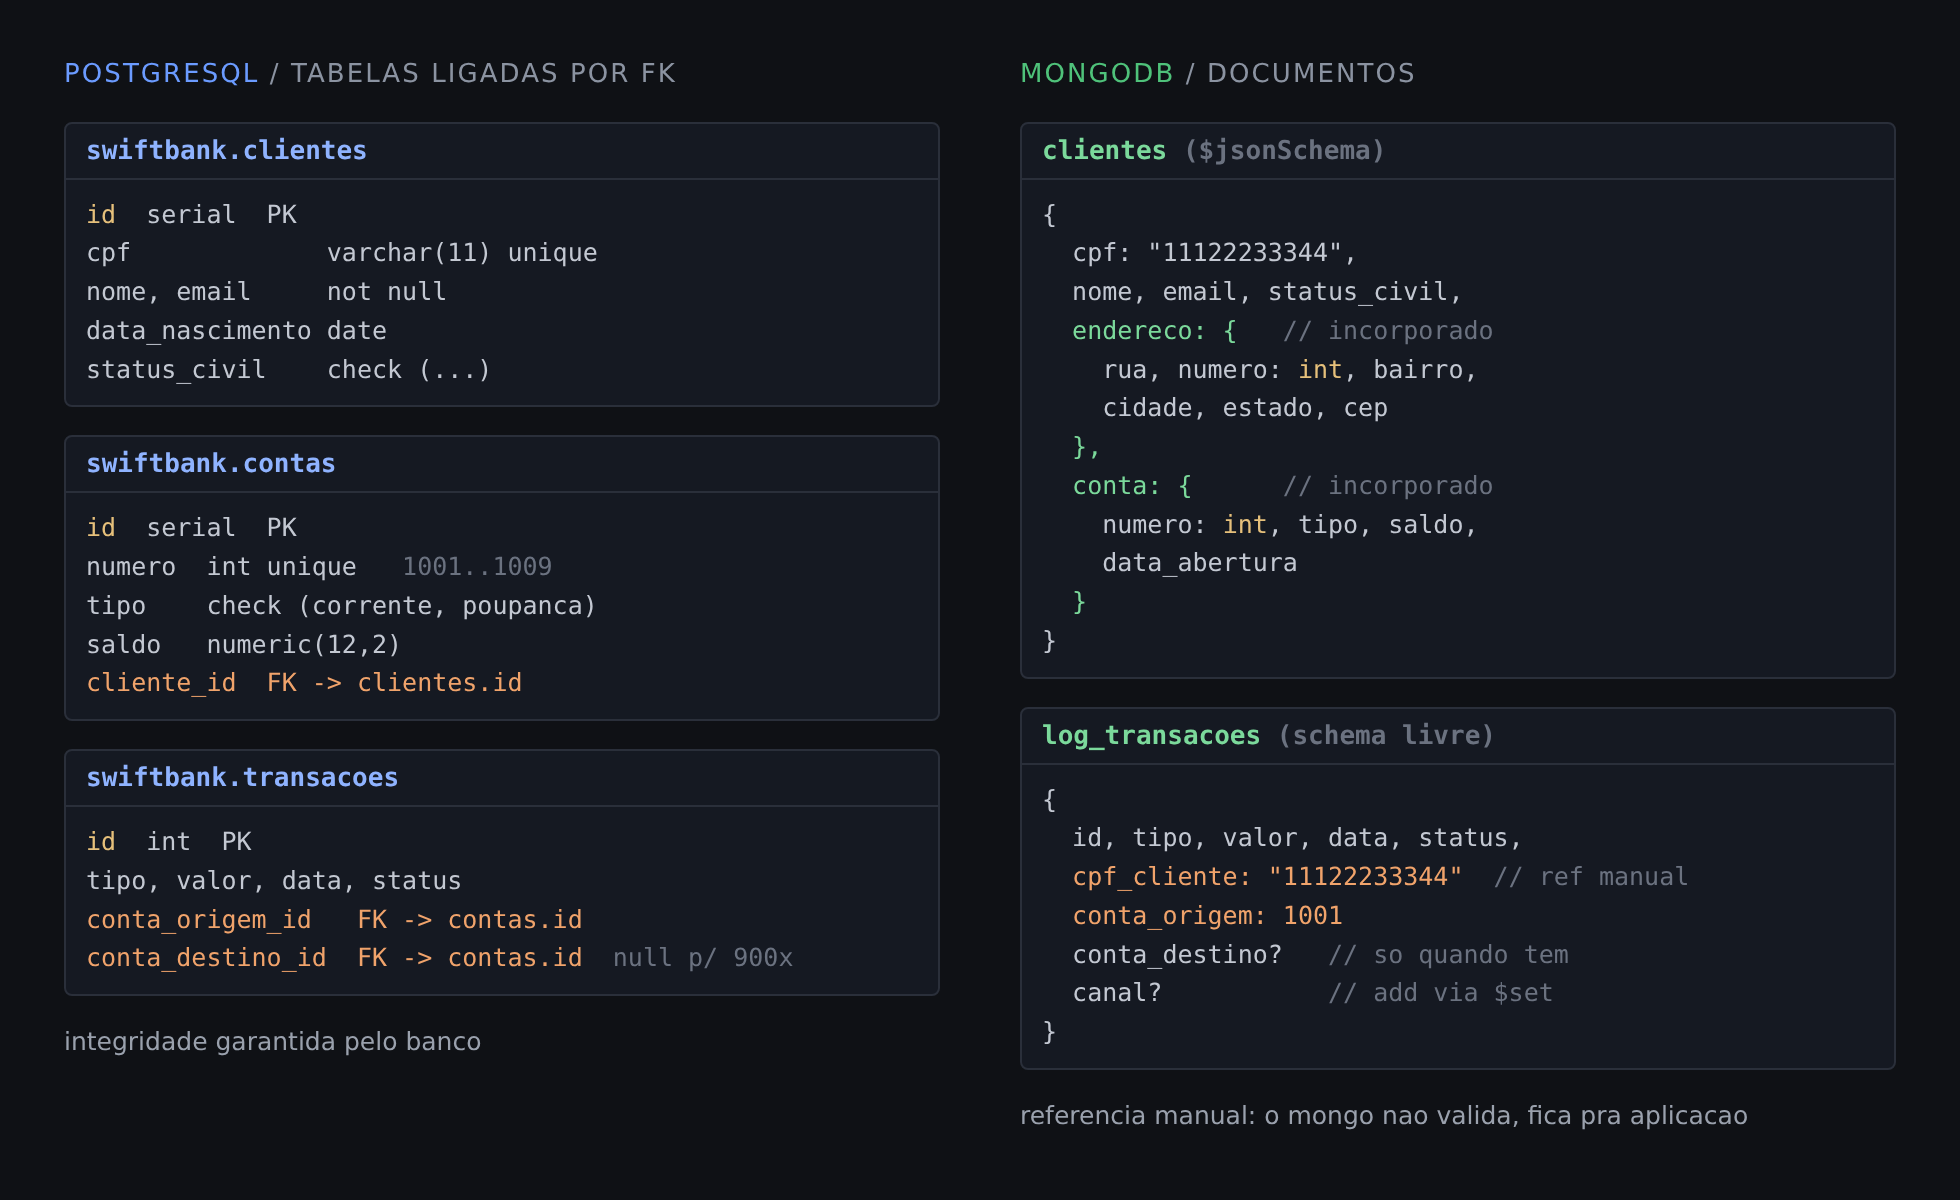 POSTGRESQL / TABELAS LIGADAS POR FK
swiftbank.clientes
id  serial  PK
cpf             varchar(11) unique
nome, email     not null
data_nascimento date
status_civil    check (...)
swiftbank.contas
id  serial  PK
numero  int unique   1001..1009
tipo    check (corrente, poupanca)
saldo   numeric(12,2)
cliente_id  FK -> clientes.id
swiftbank.transacoes
id  int  PK
tipo, valor, data, status
conta_origem_id   FK -> contas.id
conta_destino_id  FK -> contas.id  null p/ 900x
integridade garantida pelo banco
MONGODB / DOCUMENTOS
clientes ($jsonSchema)
{
  cpf: "11122233344",
  nome, email, status_civil,
  endereco: {   // incorporado
    rua, numero: int, bairro,
    cidade, estado, cep
  },
  conta: {      // incorporado
    numero: int, tipo, saldo,
    data_abertura
  }
}
log_transacoes (schema livre)
{
  id, tipo, valor, data, status,
  cpf_cliente: "11122233344"  // ref manual
  conta_origem: 1001
  conta_destino?   // so quando tem
  canal?           // add via $set
}
referencia manual: o mongo nao valida, fica pra aplicacao